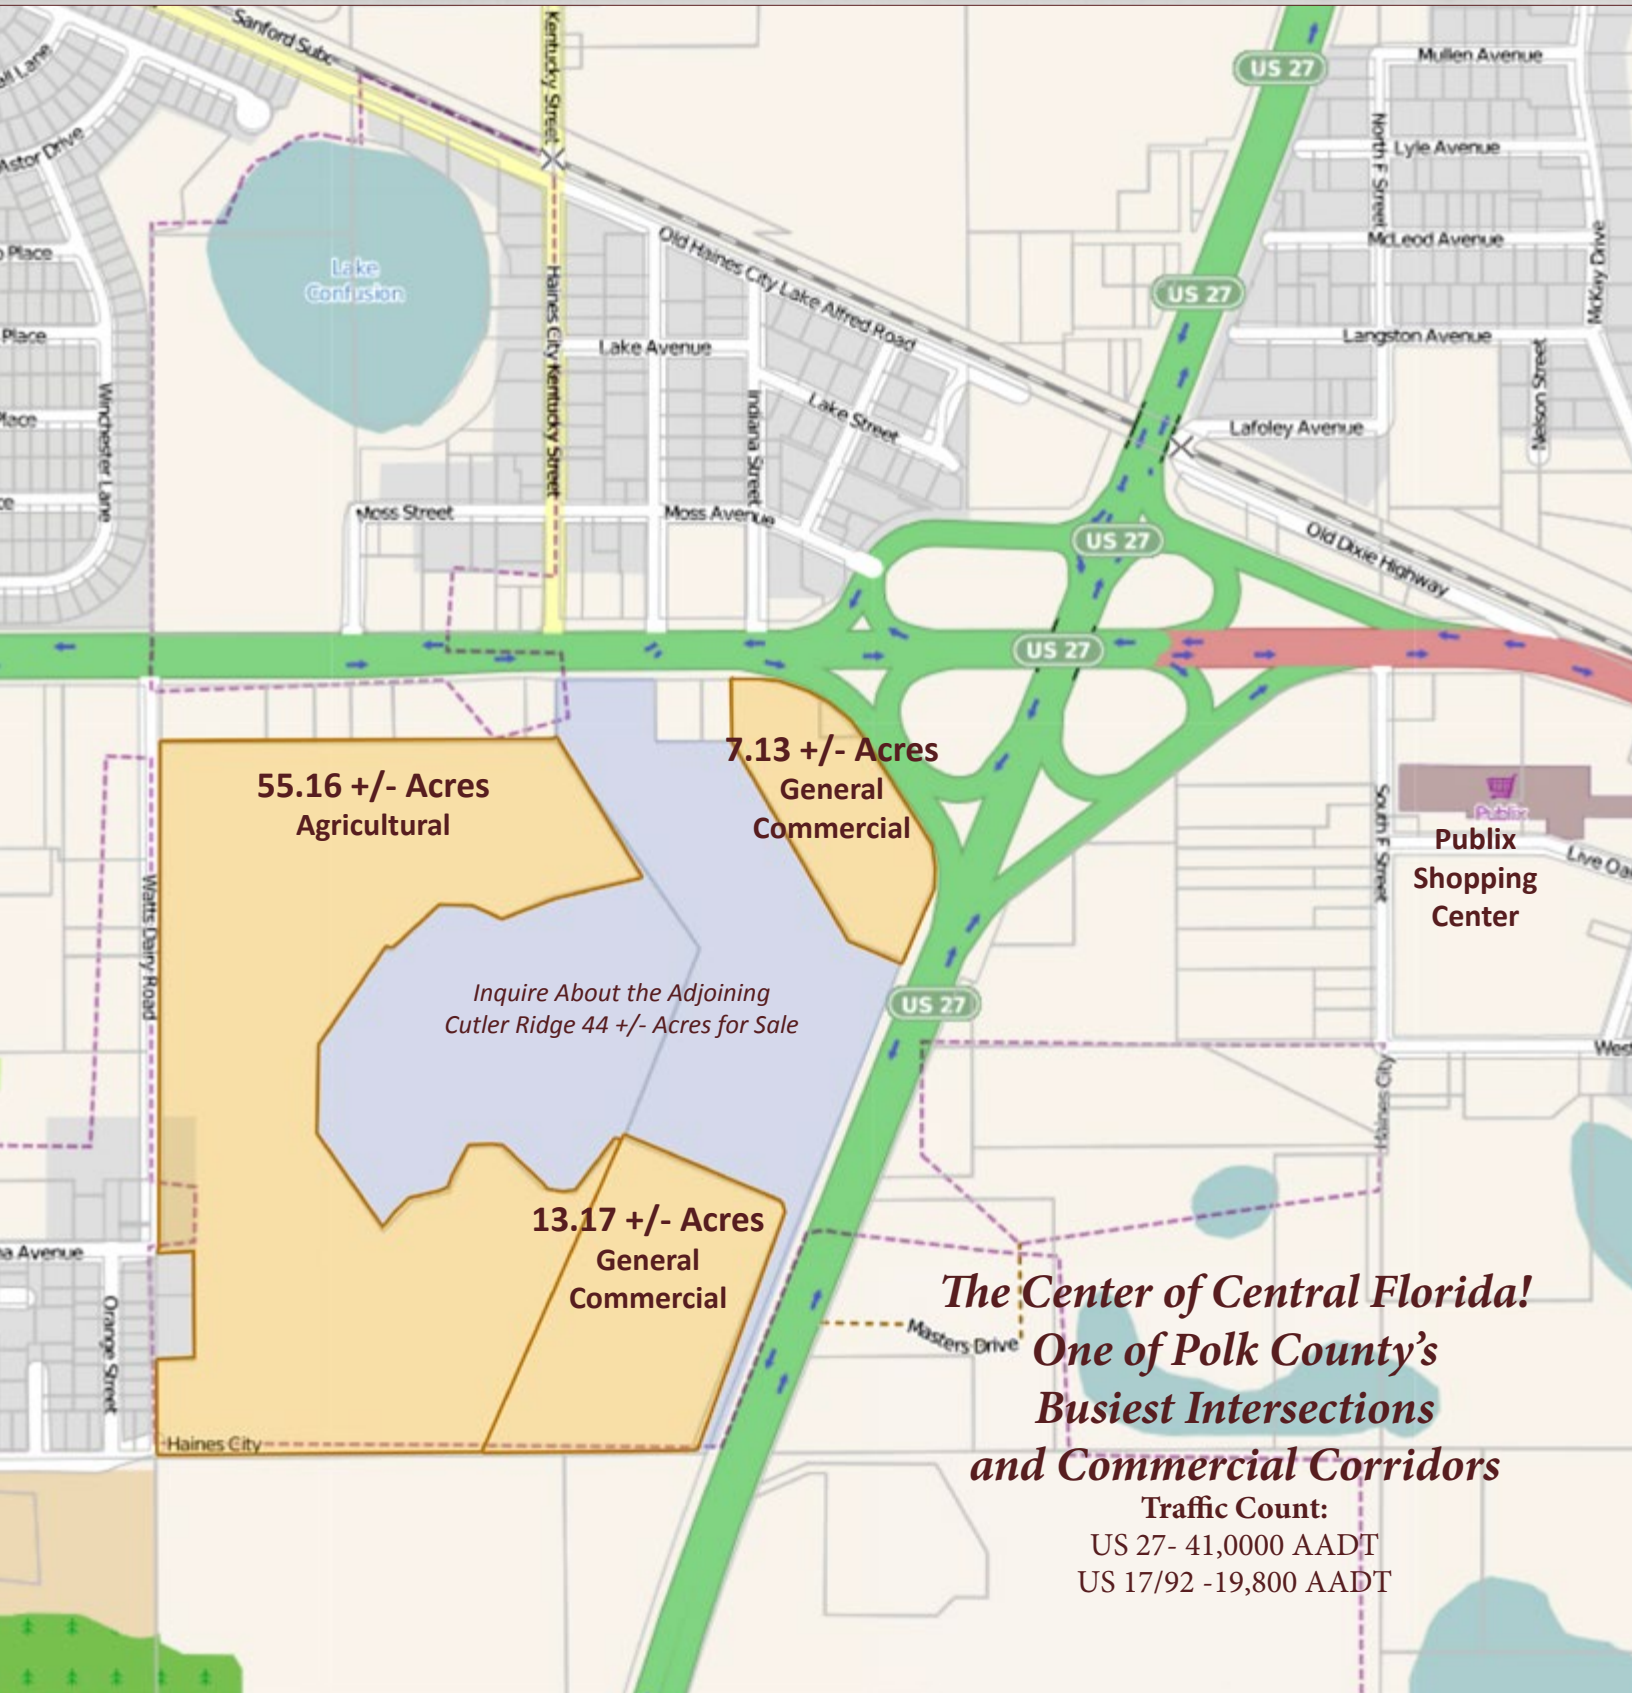 Sanford Subc
Kentucky Street
US 27
Mullen Avenue
North F Street
Lyle Avenue
Astor Drive
McLeod Avenue
McKay Drive
Old Haines City Lake Alfred Road
Place
Lake
Confusion
US 27
Haines City Kentucky Street
Place
Lake Avenue
Langston Avenue
Nelson Street
Winchester Lane
Indiana Street
Lake Street
Lafoley Avenue
Moss Street
Moss Avenue
US 27
Old Dixie Highway
US 27
7.13 +/- Acres
General
Commercial
55.16 +/- Acres
Agricultural
South F Street
Publix
Publix
Shopping
Center
Live Oa
Watts Dairy Road
Inquire About the Adjoining
Cutler Ridge 44 +/- Acres for Sale
US 27
West
Haines City
13.17 +/- Acres
General
Commercial
a Avenue
Orange Street
Masters Drive
Haines City
The Center of Central Florida!
One of Polk County’s
Busiest Intersections
and Commercial Corridors
Traffic Count:
US 27- 41,0000 AADT
US 17/92 -19,800 AADT